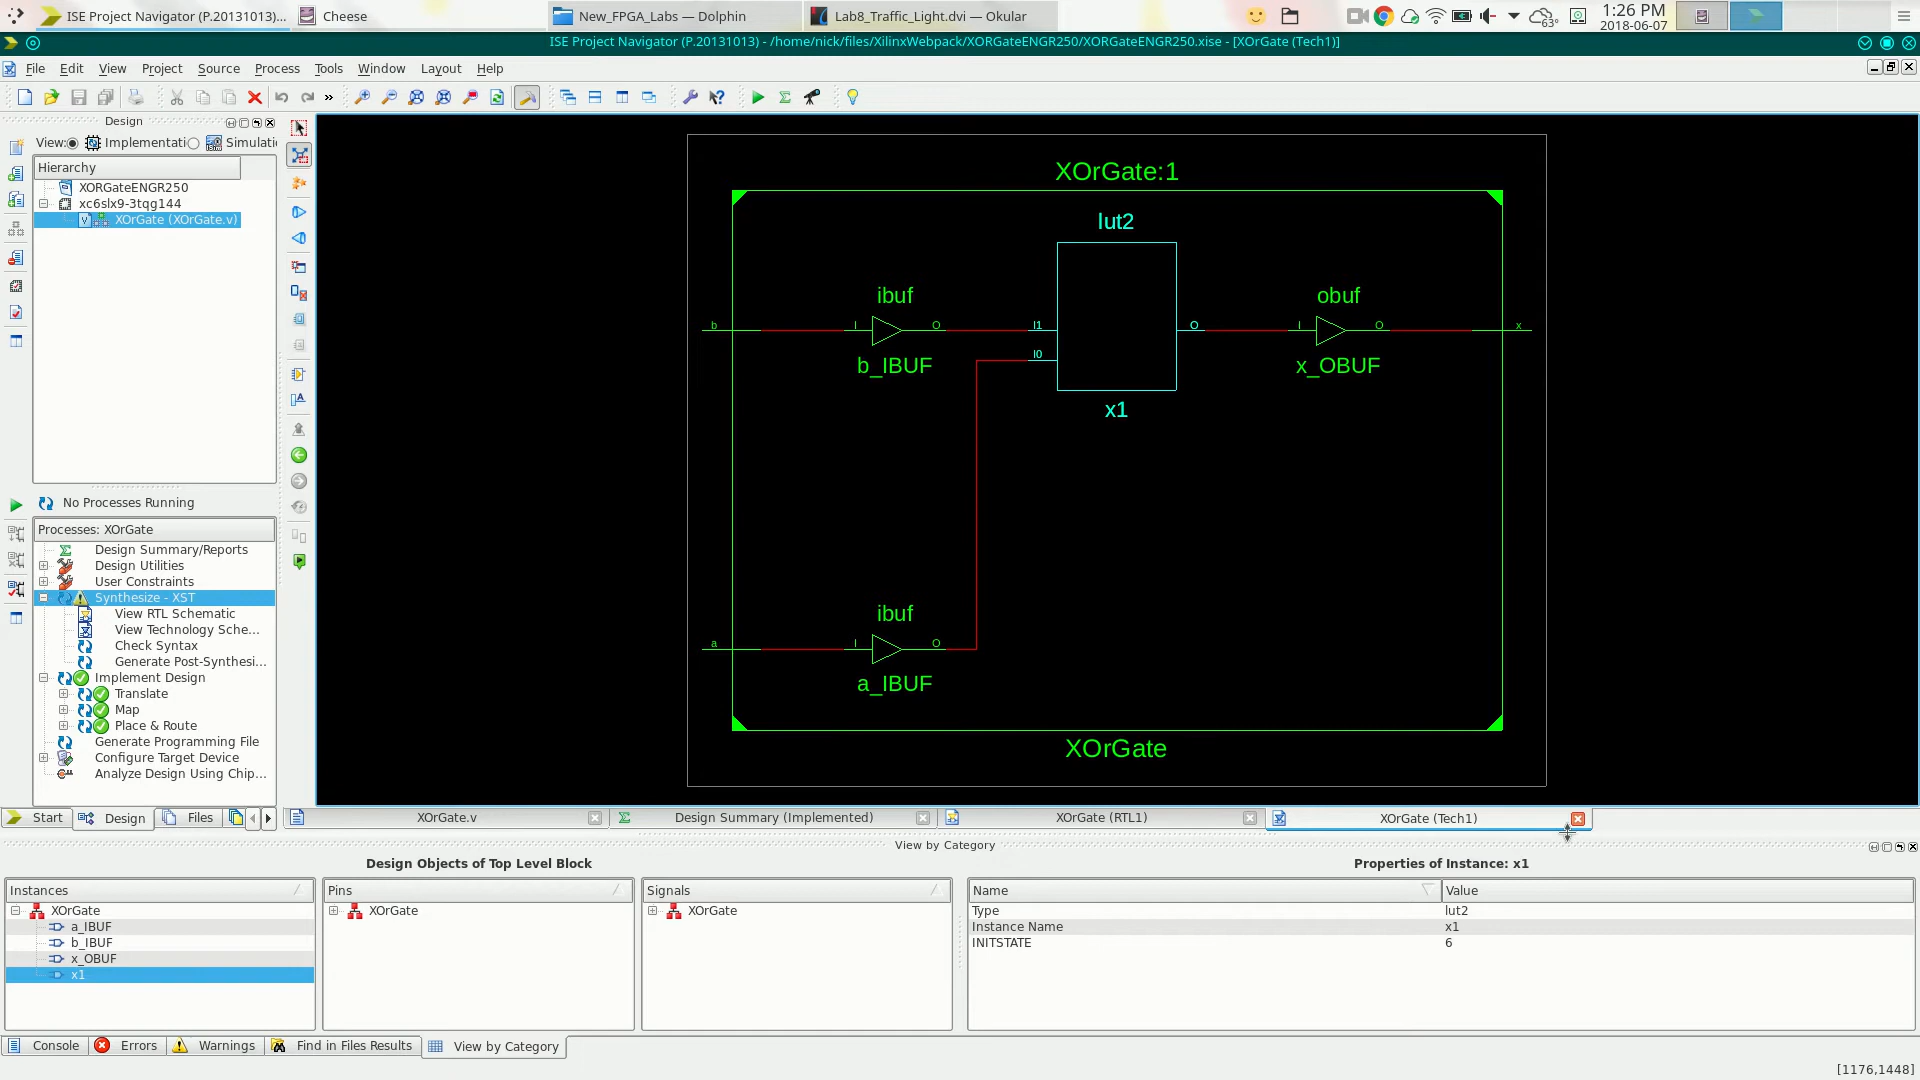 ISE Project Navigator (P.20131013)...
Cheese
New_FPGA_Labs — Dolphin
Lab8_Traffic_Light.dvi — Okular
63°
1:26 PM
2018-06-07
ISE Project Navigator (P.20131013) - /home/nick/files/XilinxWebpack/XORGateENGR250/XORGateENGR250.xise - [XOrGate (Tech1)]
File Edit View Project Source Process Tools Window Layout Help
Design
View: Implementati Simulati
Hierarchy
XORGateENGR250
xc6slx9-3tqg144
XOrGate (XOrGate.v)
No Processes Running
Processes: XOrGate
Design Summary/Reports
Design Utilities
User Constraints
Synthesize - XST
View RTL Schematic
View Technology Sche...
Check Syntax
Generate Post-Synthesi...
Implement Design
Translate
Map
Place & Route
Generate Programming File
Configure Target Device
Analyze Design Using Chip...
XOrGate:1
lut2
ibuf
obuf
b I O I1 O I O x
I0
b_IBUF
x_OBUF
x1
ibuf
a I O
a_IBUF
XOrGate
Start Design Files
XOrGate.v
Design Summary (Implemented)
XOrGate (RTL1)
XOrGate (Tech1)
View by Category
Design Objects of Top Level Block
Properties of Instance: x1
Instances
XOrGate
a_IBUF
b_IBUF
x_OBUF
x1
Pins
XOrGate
Signals
XOrGate
Name Value
Type lut2
Instance Name x1
INITSTATE 6
Console Errors Warnings Find in Files Results View by Category
[1176,1448]